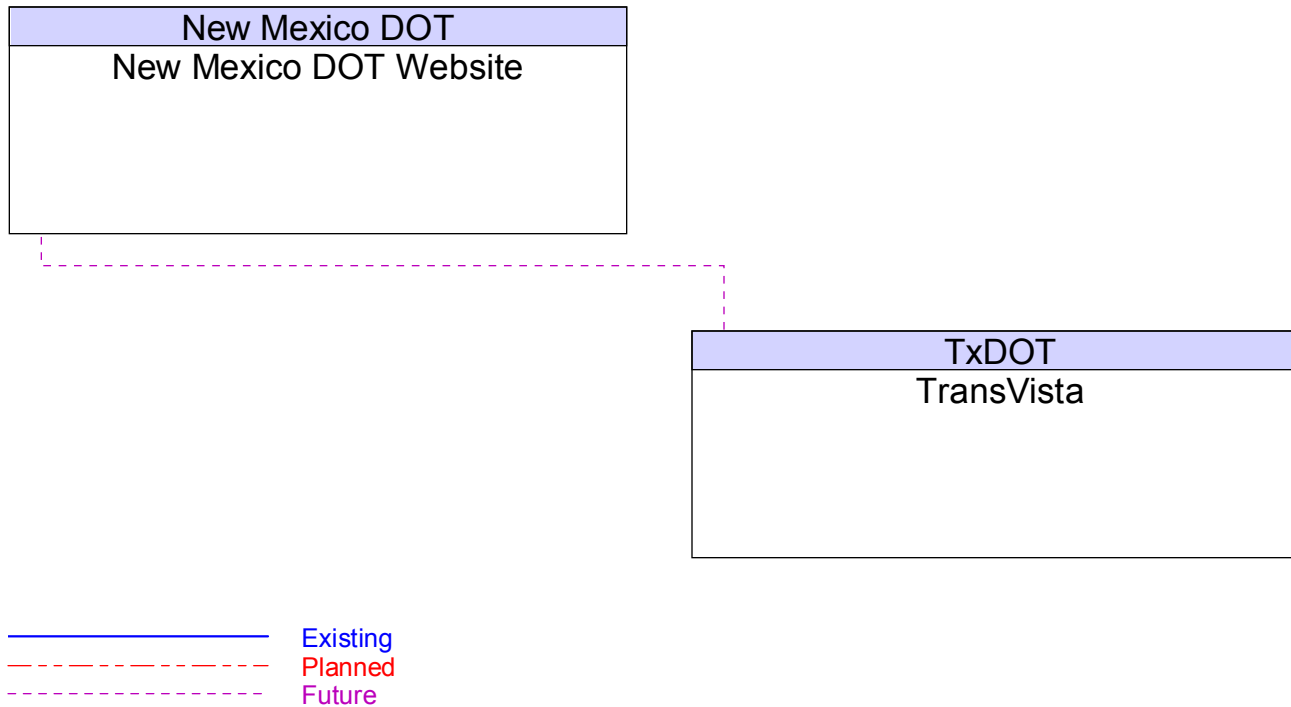 New Mexico DOT
New Mexico DOT Website
TxDOT
TransVista
Existing
Planned
Future